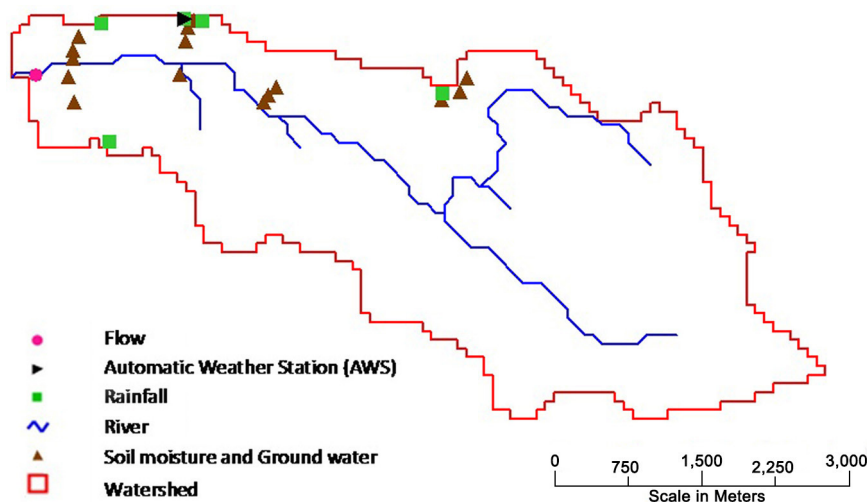 Flow
Automatic Weather Station (AWS)
Rainfall
River
Soil moisture and Ground water
Watershed
0 750 1,500 2,250 3,000
Scale in Meters